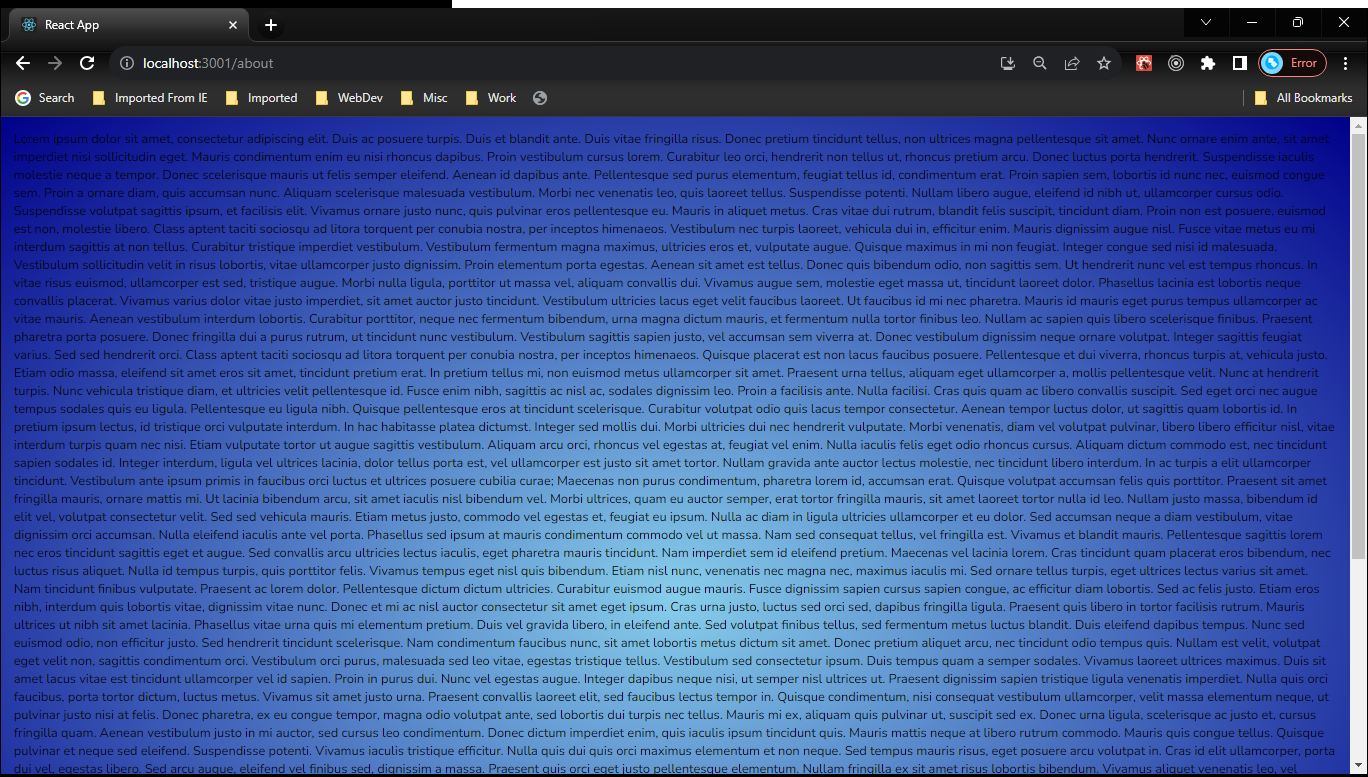 React App
localhost:3001/about
Error
Search Imported From IE Imported WebDev Misc Work All Bookmarks
Lorem ipsum dolor sit amet, consectetur adipiscing elit. Duis ac posuere turpis. Duis et blandit ante. Duis vitae fringilla risus. Donec pretium tincidunt tellus, non ultrices magna pellentesque sit amet. Nunc ornare enim ante, sit amet
imperdiet nisi sollicitudin eget. Mauris condimentum enim eu nisi rhoncus dapibus. Proin vestibulum cursus lorem. Curabitur leo orci, hendrerit non tellus ut, rhoncus pretium arcu. Donec luctus porta hendrerit. Suspendisse iaculis
molestie neque a tempor. Donec scelerisque mauris ut felis semper eleifend. Aenean id dapibus ante. Pellentesque sed purus elementum, feugiat tellus id, condimentum erat. Proin sapien sem, lobortis id nunc nec, euismod congue
sem. Proin a ornare diam, quis accumsan nunc. Aliquam scelerisque malesuada vestibulum. Morbi nec venenatis leo, quis laoreet tellus. Suspendisse potenti. Nullam libero augue, eleifend id nibh ut, ullamcorper cursus odio.
Suspendisse volutpat sagittis ipsum, et facilisis elit. Vivamus ornare justo nunc, quis pulvinar eros pellentesque eu. Mauris in aliquet metus. Cras vitae dui rutrum, blandit felis suscipit, tincidunt diam. Proin non est posuere, euismod
est non, molestie libero. Class aptent taciti sociosqu ad litora torquent per conubia nostra, per inceptos himenaeos. Vestibulum nec turpis laoreet, vehicula dui in, efficitur enim. Mauris dignissim augue nisl. Fusce vitae metus eu mi
interdum sagittis at non tellus. Curabitur tristique imperdiet vestibulum. Vestibulum fermentum magna maximus, ultricies eros et, vulputate augue. Quisque maximus in mi non feugiat. Integer congue sed nisi id malesuada.
Vestibulum sollicitudin velit in risus lobortis, vitae ullamcorper justo dignissim. Proin elementum porta egestas. Aenean sit amet est tellus. Donec quis bibendum odio, non sagittis sem. Ut hendrerit nunc vel est tempus rhoncus. In
vitae risus euismod, ullamcorper est sed, tristique augue. Morbi nulla ligula, porttitor ut massa vel, aliquam convallis dui. Vivamus augue sem, molestie eget massa ut, tincidunt laoreet dolor. Phasellus lacinia est lobortis neque
convallis placerat. Vivamus varius dolor vitae justo imperdiet, sit amet auctor justo tincidunt. Vestibulum ultricies lacus eget velit faucibus laoreet. Ut faucibus id mi nec pharetra. Mauris id mauris eget purus tempus ullamcorper ac
vitae mauris. Aenean vestibulum interdum lobortis. Curabitur porttitor, neque nec fermentum bibendum, urna magna dictum mauris, et fermentum nulla tortor finibus leo. Nullam ac sapien quis libero scelerisque finibus. Praesent
pharetra porta posuere. Donec fringilla dui a purus rutrum, ut tincidunt nunc vestibulum. Vestibulum sagittis sapien justo, vel accumsan sem viverra at. Donec vestibulum dignissim neque ornare volutpat. Integer sagittis feugiat
varius. Sed sed hendrerit orci. Class aptent taciti sociosqu ad litora torquent per conubia nostra, per inceptos himenaeos. Quisque placerat est non lacus faucibus posuere. Pellentesque et dui viverra, rhoncus turpis at, vehicula justo.
Etiam odio massa, eleifend sit amet eros sit amet, tincidunt pretium erat. In pretium tellus mi, non euismod metus ullamcorper sit amet. Praesent urna tellus, aliquam eget ullamcorper a, mollis pellentesque velit. Nunc at hendrerit
turpis. Nunc vehicula tristique diam, et ultricies velit pellentesque id. Fusce enim nibh, sagittis ac nisl ac, sodales dignissim leo. Proin a facilisis ante. Nulla facilisi. Cras quis quam ac libero convallis suscipit. Sed eget orci nec augue
tempus sodales quis eu ligula. Pellentesque eu ligula nibh. Quisque pellentesque eros at tincidunt scelerisque. Curabitur volutpat odio quis lacus tempor consectetur. Aenean tempor luctus dolor, ut sagittis quam lobortis id. In
pretium ipsum lectus, id tristique orci vulputate interdum. In hac habitasse platea dictumst. Integer sed mollis dui. Morbi ultricies dui nec hendrerit vulputate. Morbi venenatis, diam vel volutpat pulvinar, libero libero efficitur nisl, vitae
interdum turpis quam nec nisi. Etiam vulputate tortor ut augue sagittis vestibulum. Aliquam arcu orci, rhoncus vel egestas at, feugiat vel enim. Nulla iaculis felis eget odio rhoncus cursus. Aliquam dictum commodo est, nec tincidunt
sapien sodales id. Integer interdum, ligula vel ultrices lacinia, dolor tellus porta est, vel ullamcorper est justo sit amet tortor. Nullam gravida ante auctor lectus molestie, nec tincidunt libero interdum. In ac turpis a elit ullamcorper
tincidunt. Vestibulum ante ipsum primis in faucibus orci luctus et ultrices posuere cubilia curae; Maecenas non purus condimentum, pharetra lorem id, accumsan erat. Quisque volutpat accumsan felis quis porttitor. Praesent sit amet
fringilla mauris, ornare mattis mi. Ut lacinia bibendum arcu, sit amet iaculis nisl bibendum vel. Morbi ultrices, quam eu auctor semper, erat tortor fringilla mauris, sit amet laoreet tortor nulla id leo. Nullam justo massa, bibendum id
elit vel, volutpat consectetur velit. Sed sed vehicula mauris. Etiam metus justo, commodo vel egestas et, feugiat eu ipsum. Nulla ac diam in ligula ultricies ullamcorper et eu dolor. Sed accumsan neque a diam vestibulum, vitae
dignissim orci accumsan. Nulla eleifend iaculis ante vel porta. Phasellus sed ipsum at mauris condimentum commodo vel ut massa. Nam sed consequat tellus, vel fringilla est. Vivamus et blandit mauris. Pellentesque sagittis lorem
nec eros tincidunt sagittis eget et augue. Sed convallis arcu ultricies lectus iaculis, eget pharetra mauris tincidunt. Nam imperdiet sem id eleifend pretium. Maecenas vel lacinia lorem. Cras tincidunt quam placerat eros bibendum, nec
luctus risus aliquet. Nulla id tempus turpis, quis porttitor felis. Vivamus tempus eget nisl quis bibendum. Etiam nisl nunc, venenatis nec magna nec, maximus iaculis mi. Sed ornare tellus turpis, eget ultrices lectus varius sit amet.
Nam tincidunt finibus vulputate. Praesent ac lorem dolor. Pellentesque dictum dictum ultricies. Curabitur euismod augue mauris. Fusce dignissim sapien cursus sapien congue, ac efficitur diam lobortis. Sed ac felis justo. Etiam eros
nibh, interdum quis lobortis vitae, dignissim vitae nunc. Donec et mi ac nisl auctor consectetur sit amet eget ipsum. Cras urna justo, luctus sed orci sed, dapibus fringilla ligula. Praesent quis libero in tortor facilisis rutrum. Mauris
ultrices ut nibh sit amet lacinia. Phasellus vitae urna quis mi elementum pretium. Duis vel gravida libero, in eleifend ante. Sed volutpat finibus tellus, sed fermentum metus luctus blandit. Duis eleifend dapibus tempus. Nunc sed
euismod odio, non efficitur justo. Sed hendrerit tincidunt scelerisque. Nam condimentum faucibus nunc, sit amet lobortis metus dictum sit amet. Donec pretium aliquet arcu, nec tincidunt odio tempus quis. Nullam est velit, volutpat
eget velit non, sagittis condimentum orci. Vestibulum orci purus, malesuada sed leo vitae, egestas tristique tellus. Vestibulum sed consectetur ipsum. Duis tempus quam a semper sodales. Vivamus laoreet ultrices maximus. Duis sit
amet lacus vitae est tincidunt ullamcorper vel id sapien. Proin in purus dui. Nunc vel egestas augue. Integer dapibus neque nisi, ut semper nisl ultrices ut. Praesent dignissim sapien tristique ligula venenatis imperdiet. Nulla quis orci
faucibus, porta tortor dictum, luctus metus. Vivamus sit amet justo urna. Praesent convallis laoreet elit, sed faucibus lectus tempor in. Quisque condimentum, nisi consequat vestibulum ullamcorper, velit massa elementum neque, ut
pulvinar justo nisi at felis. Donec pharetra, ex eu congue tempor, magna odio volutpat ante, sed lobortis dui turpis nec tellus. Mauris mi ex, aliquam quis pulvinar ut, suscipit sed ex. Donec urna ligula, scelerisque ac justo et, cursus
fringilla quam. Aenean vestibulum justo in mi auctor, sed cursus leo condimentum. Donec dictum imperdiet enim, quis iaculis ipsum tincidunt quis. Mauris mattis neque at libero rutrum commodo. Mauris quis congue tellus. Quisque
pulvinar et neque sed eleifend. Suspendisse potenti. Vivamus iaculis tristique efficitur. Nulla quis dui quis orci maximus elementum et non neque. Sed tempus mauris risus, eget posuere arcu volutpat in. Cras id elit ullamcorper, porta
dui vel, egestas libero. Sed arcu augue, eleifend vel finibus sed, dignissim a massa. Praesent quis orci eget justo pellentesque elementum. Nullam fringilla ex sit amet risus lobortis bibendum. Aliquam aliquet venenatis leo, vel